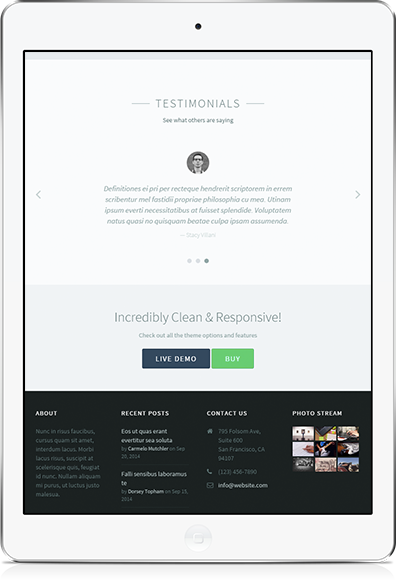 TESTIMONIALS
See what others are saying
Definitiones ei pri per recteque hendrerit scriptorem in errem
scribentur mel fastidii propriae philosophia cu mea. Utinam
ipsum everti necessitatibus at fuisset splendide. Voluptatem
notus quasi no quisquam beatae culpa ipsam assumenda.
— Stasy Villani
Incredibly Clean & Responsive!
Check out all the theme options and features
LIVE DEMO
BUY
ABOUT
Nunc in risus faucibus,
cursus quam sit amet,
interdum lacus. Morbi
lacus mus, suscipit at
scelerisque quis, feugiat
id nunc. Nullam aliquam
mi purus, ut luctus justo
malesua.
RECENT POSTS
Eos ut quas erant
evertitur sea soluta
by Carmelo Mutchler on Sep
20, 2014
Falli sensibus laboramus
te
by Dorsey Topham on Sep 15,
2014
CONTACT US
795 Folsom Ave,
Suite 600
San Francisco, CA
94107
(123) 456-7890
info@website.com
PHOTO STREAM